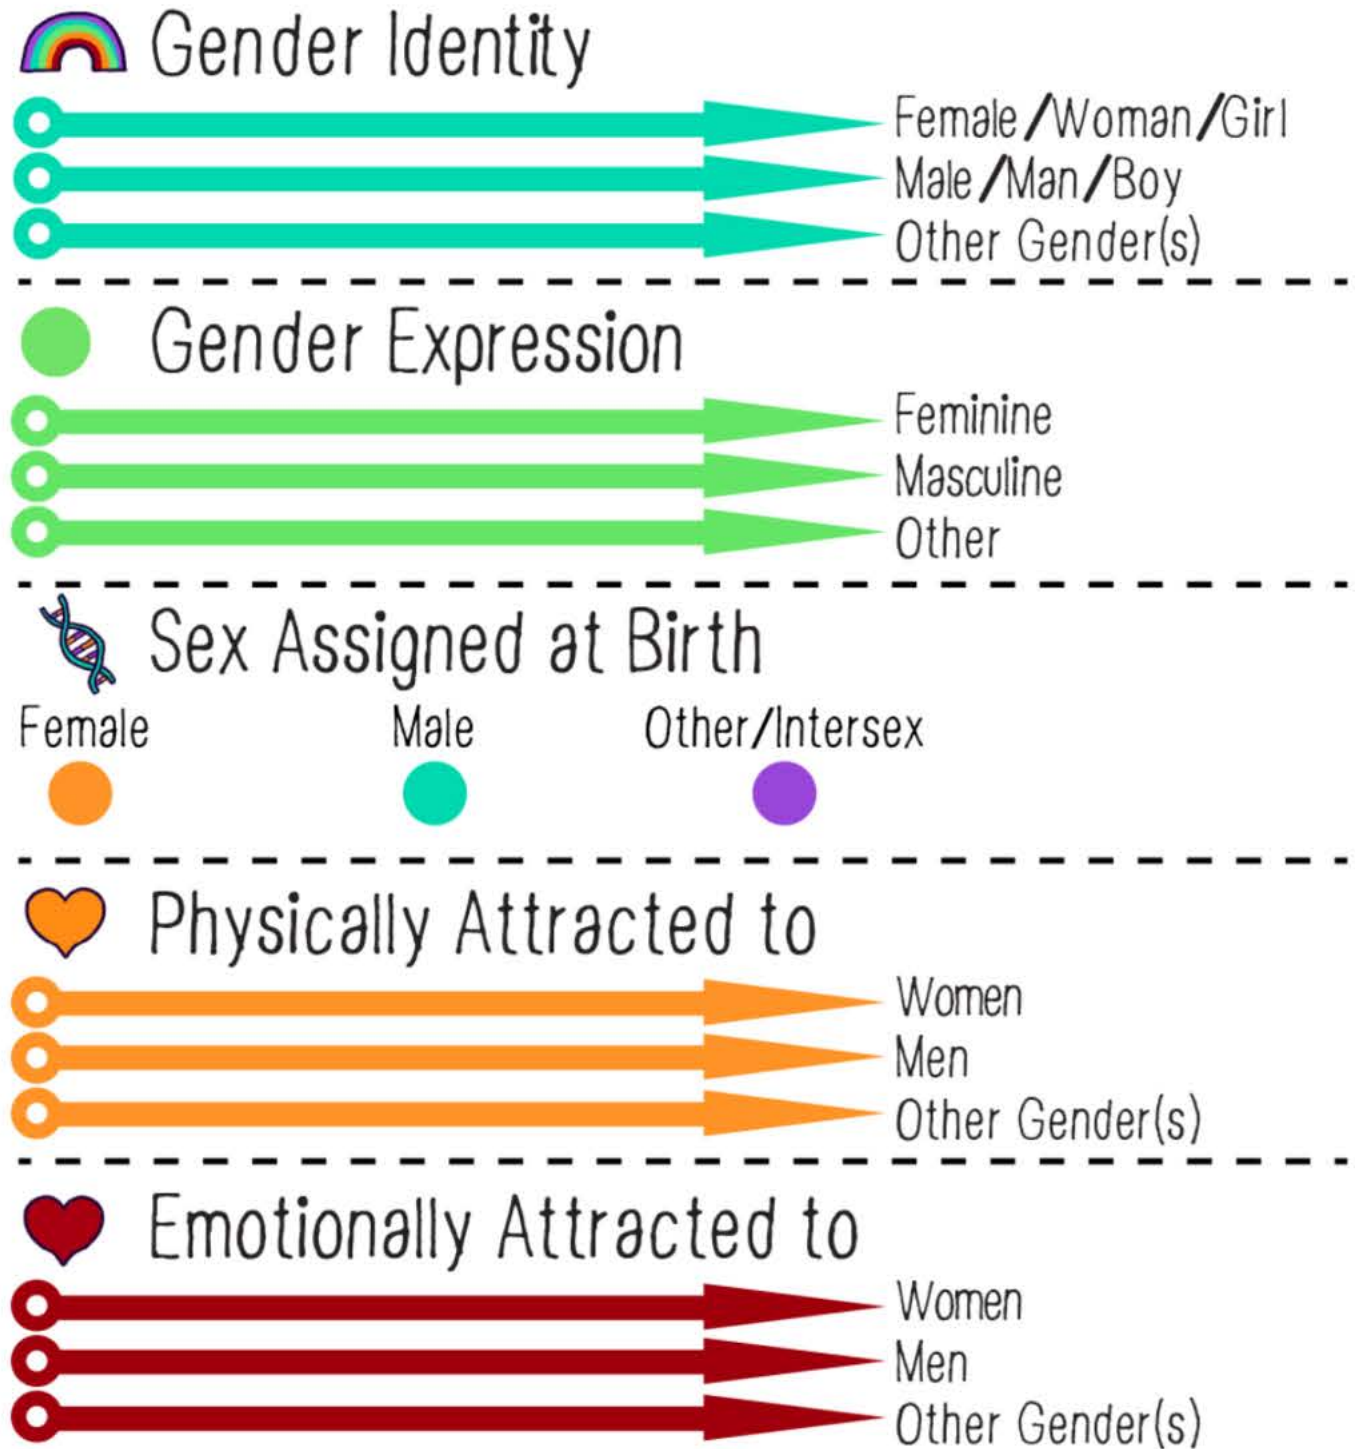 Gender Identity
Female/Woman/Girl
Male/Man/Boy
Other Gender(s)
Gender Expression
Feminine
Masculine
Other
Sex Assigned at Birth
Female Male Other/Intersex
Physically Attracted to
Women
Men
Other Gender(s)
Emotionally Attracted to
Women
Men
Other Gender(s)